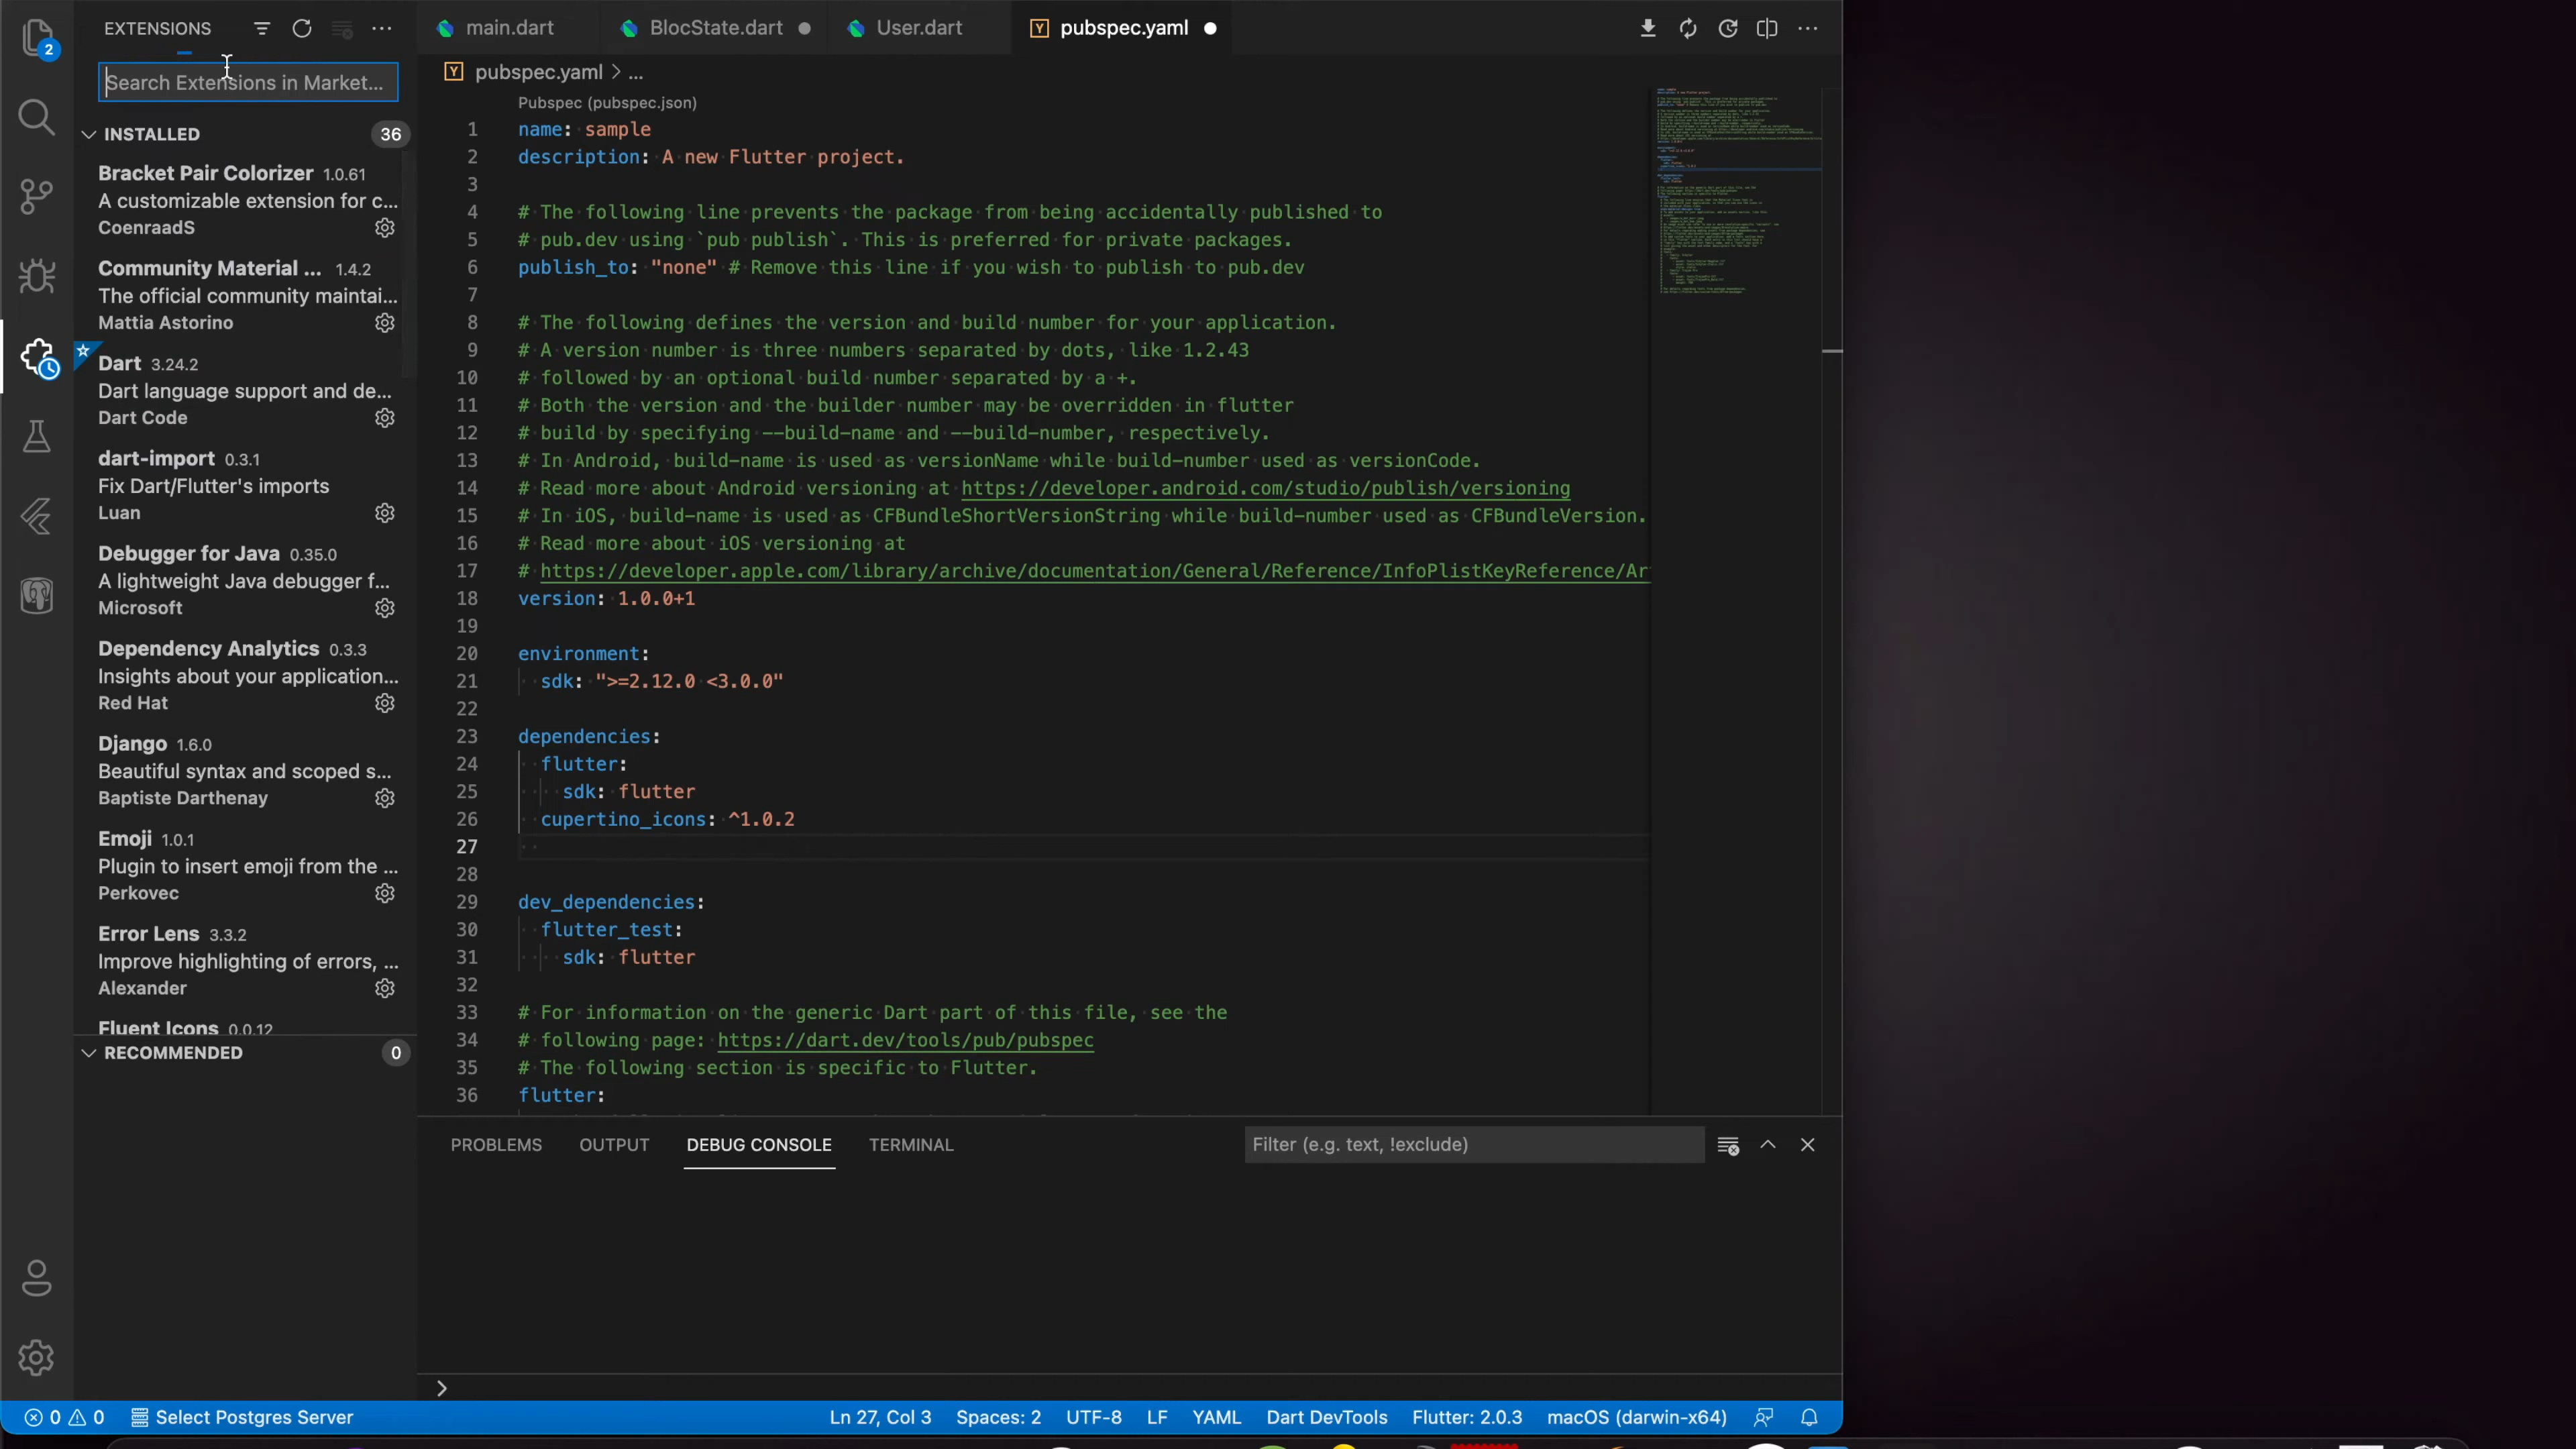 EXTENSIONS
Search Extensions in Market...
INSTALLED 36
Bracket Pair Colorizer 1.0.61
A customizable extension for c...
CoenraadS
Community Material ... 1.4.2
The official community maintai...
Mattia Astorino
Dart 3.24.2
Dart language support and de...
Dart Code
dart-import 0.3.1
Fix Dart/Flutter's imports
Luan
Debugger for Java 0.35.0
A lightweight Java debugger f...
Microsoft
Dependency Analytics 0.3.3
Insights about your application...
Red Hat
Django 1.6.0
Beautiful syntax and scoped s...
Baptiste Darthenay
Emoji 1.0.1
Plugin to insert emoji from the ...
Perkovec
Error Lens 3.3.2
Improve highlighting of errors, ...
Alexander
Fluent Icons 0.0.12
RECOMMENDED 0
2
main.dart BlocState.dart User.dart pubspec.yaml
pubspec.yaml > ...
Pubspec (pubspec.json)
1 name: sample
2 description: A new Flutter project.
3
4 # The following line prevents the package from being accidentally published to
5 # pub.dev using `pub publish`. This is preferred for private packages.
6 publish_to: "none" # Remove this line if you wish to publish to pub.dev
7
8 # The following defines the version and build number for your application.
9 # A version number is three numbers separated by dots, like 1.2.43
10 # followed by an optional build number separated by a +.
11 # Both the version and the builder number may be overridden in flutter
12 # build by specifying --build-name and --build-number, respectively.
13 # In Android, build-name is used as versionName while build-number used as versionCode.
14 # Read more about Android versioning at https://developer.android.com/studio/publish/versioning
15 # In iOS, build-name is used as CFBundleShortVersionString while build-number used as CFBundleVersion.
16 # Read more about iOS versioning at
17 # https://developer.apple.com/library/archive/documentation/General/Reference/InfoPlistKeyReference/Ar
18 version: 1.0.0+1
19
20 environment:
21 sdk: ">=2.12.0 <3.0.0"
22
23 dependencies:
24 flutter:
25 sdk: flutter
26 cupertino_icons: ^1.0.2
27
28
29 dev_dependencies:
30 flutter_test:
31 sdk: flutter
32
33 # For information on the generic Dart part of this file, see the
34 # following page: https://dart.dev/tools/pub/pubspec
35 # The following section is specific to Flutter.
36 flutter:
PROBLEMS OUTPUT DEBUG CONSOLE TERMINAL Filter (e.g. text, !exclude)
0 0 Select Postgres Server Ln 27, Col 3 Spaces: 2 UTF-8 LF YAML Dart DevTools Flutter: 2.0.3 macOS (darwin-x64)